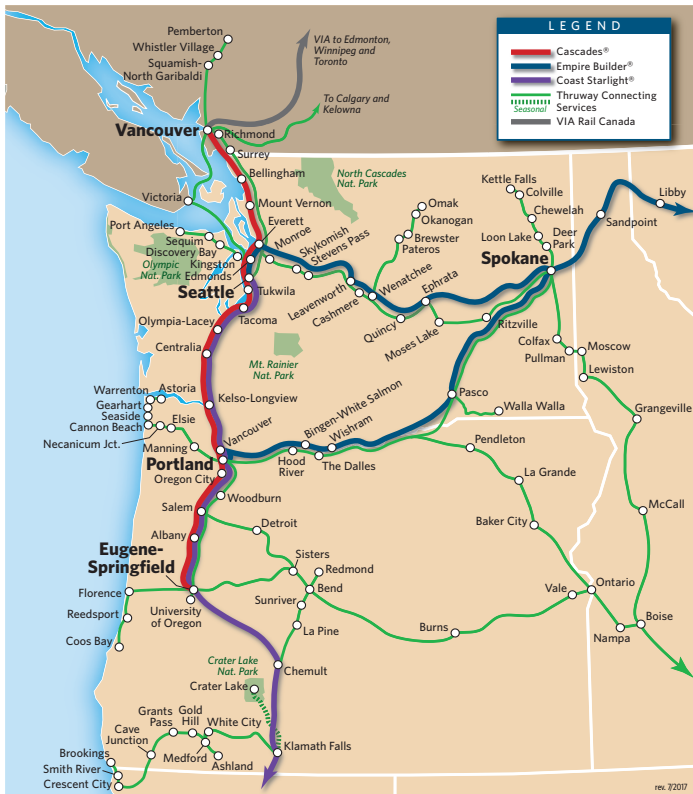 LEGEND
Cascades®
Empire Builder®
Coast Starlight®
Thruway Connecting
Services
Seasonal
VIA Rail Canada
VIA to Edmonton,
Winnipeg and
Toronto
To Calgary and
Kelowna
Pemberton
Whistler Village
Squamish-
North Garibaldi
Vancouver
Richmond
Surrey
Bellingham
North Cascades
Nat. Park
Victoria
Mount Vernon
Everett
Monroe
Skykomish
Stevens Pass
Port Angeles
Sequim
Discovery Bay
Olympic
Nat. Park
Kingston
Edmonds
Seattle
Tukwila
Tacoma
Leavenworth
Cashmere
Wenatchee
Omak
Okanogan
Brewster
Pateros
Ephrata
Quincy
Moses Lake
Kettle Falls
Colville
Chewelah
Loon Lake
Deer
Park
Spokane
Sandpoint
Libby
Ritzville
Colfax
Pullman
Moscow
Lewiston
Grangeville
Olympia-Lacey
Centralia
Mt. Rainier
Nat. Park
Kelso-Longview
Warrenton
Astoria
Gearhart
Seaside
Cannon Beach
Elsie
Necanicum Jct.
Manning
Vancouver
Portland
Oregon City
Bingen-White Salmon
Wishram
Hood
River
The Dalles
Pasco
Walla Walla
Pendleton
La Grande
Baker City
McCall
Woodburn
Salem
Detroit
Albany
Eugene-
Springfield
Sisters
Redmond
Bend
Sunriver
La Pine
Burns
Vale
Ontario
Nampa
Boise
Florence
Reedsport
Coos Bay
University
of Oregon
Crater Lake
Nat. Park
Crater Lake
Chemult
Grants
Pass
Gold
Hill
White City
Cave
Junction
Medford
Ashland
Klamath Falls
Brookings
Smith River
Crescent City
rev. 7/2017